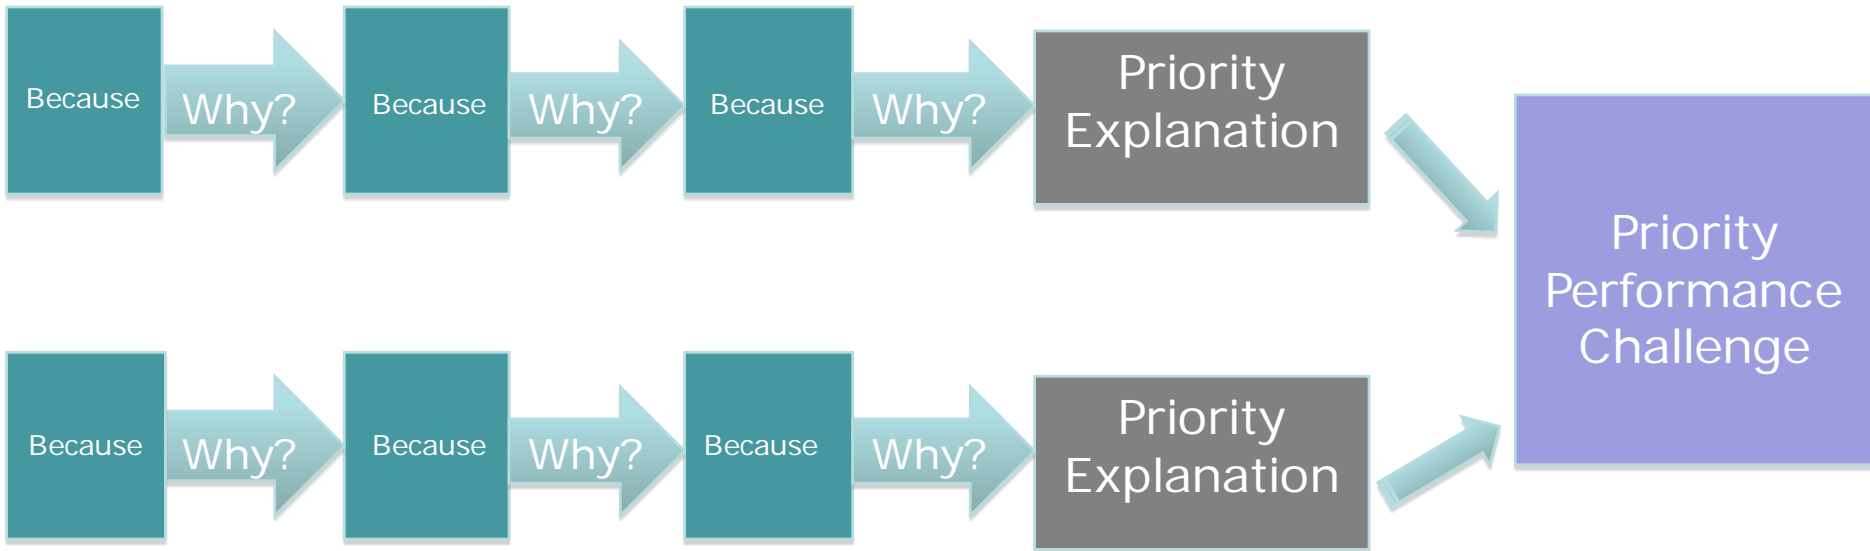 Because
Why?
Because
Why?
Because
Why?
Priority
Explanation
Priority
Performance
Challenge
Because
Why?
Because
Why?
Because
Why?
Priority
Explanation